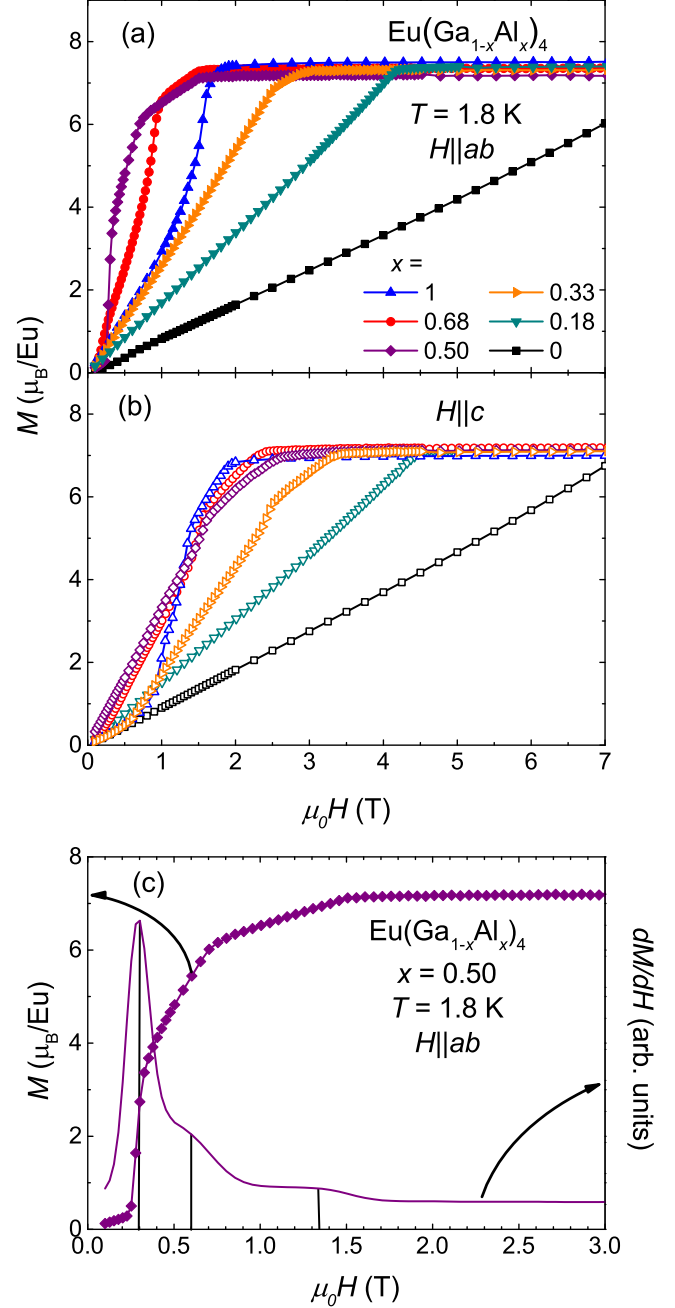 (a)
Eu(Ga₁₋ₓAlₓ)₄
T = 1.8 K
H||ab
x =
1
0.33
0.68
0.18
0.50
0
8
6
4
2
0
M (μ_B/Eu)
(b)
H||c
8
6
4
2
0
0 1 2 3 4 5 6 7
μ₀H (T)
(c)
Eu(Ga₁₋ₓAlₓ)₄
x = 0.50
T = 1.8 K
H||ab
8
6
4
2
0
M (μ_B/Eu)
dM/dH (arb. units)
0.0 0.5 1.0 1.5 2.0 2.5 3.0
μ₀H (T)